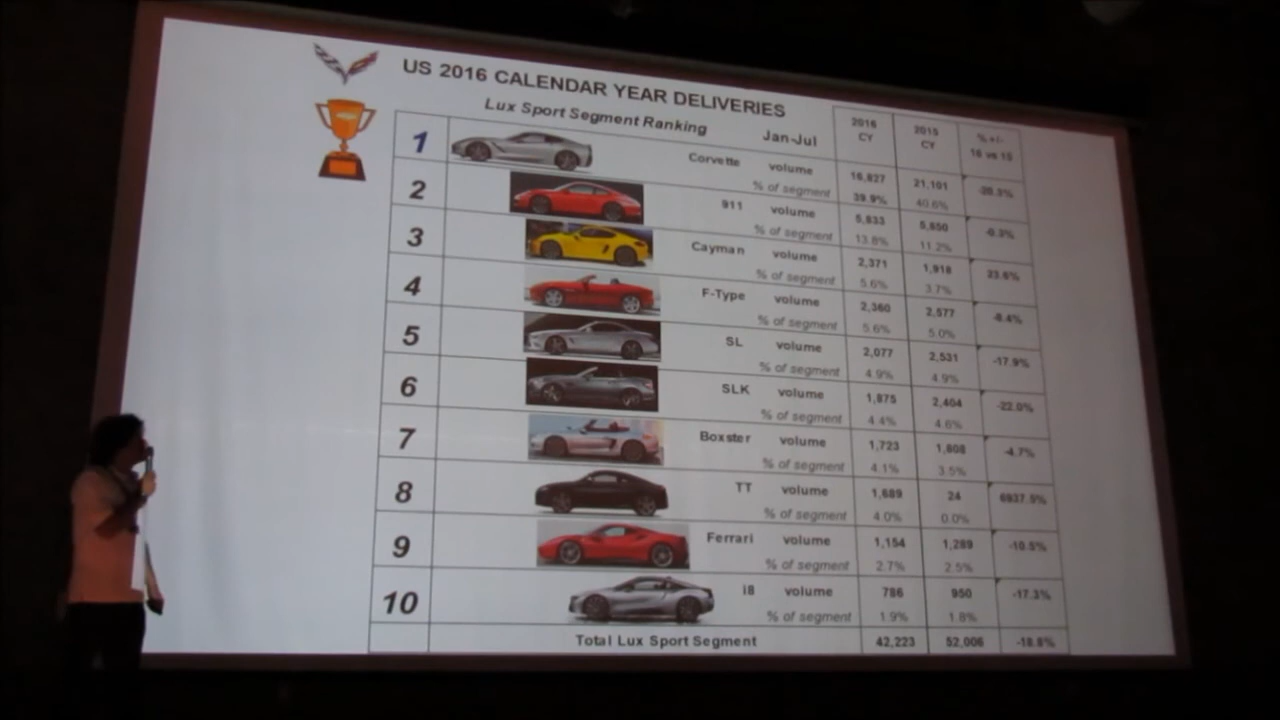 US 2016 CALENDAR YEAR DELIVERIES
Lux Sport Segment Ranking Jan-Jul
2016 CY 2015 CY % +/- 16 vs 15
1 Corvette volume 16,827 21,101 -20.3%
% of segment 39.9% 40.6%
2 911 volume 5,833 5,850 -0.3%
% of segment 13.8% 11.2%
3 Cayman volume 2,371 1,918 23.6%
% of segment 5.6% 3.7%
4 F-Type volume 2,360 2,577 -8.4%
% of segment 5.6% 5.0%
5 SL volume 2,077 2,531 -17.9%
% of segment 4.9% 4.9%
6 SLK volume 1,875 2,404 -22.0%
% of segment 4.4% 4.6%
7 Boxster volume 1,723 1,808 -4.7%
% of segment 4.1% 3.5%
8 TT volume 1,689 24 6937.5%
% of segment 4.0% 0.0%
9 Ferrari volume 1,154 1,289 -10.5%
% of segment 2.7% 2.5%
10 i8 volume 786 950 -17.3%
% of segment 1.9% 1.8%
Total Lux Sport Segment 42,223 52,006 -18.8%